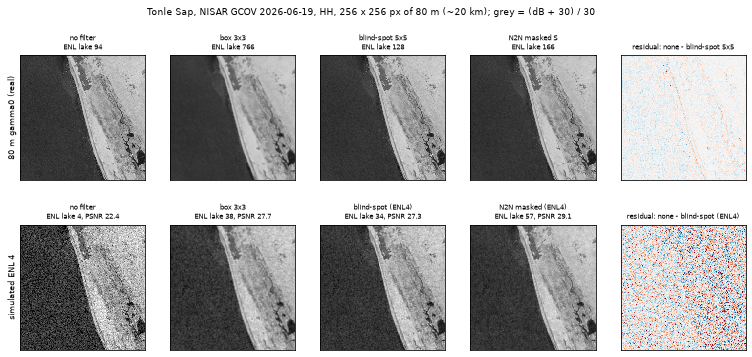 Tonle Sap, NISAR GCOV 2026-06-19, HH, 256 x 256 px of 80 m (~20 km); grey = (dB + 30) / 30
no filter
ENL lake 94
box 3x3
ENL lake 766
blind-spot 5x5
ENL lake 128
N2N masked S
ENL lake 166
residual: none - blind-spot 5x5
80 m gamma0 (real)
no filter
ENL lake 4, PSNR 22.4
box 3x3
ENL lake 38, PSNR 27.7
blind-spot (ENL4)
ENL lake 34, PSNR 27.3
N2N masked (ENL4)
ENL lake 57, PSNR 29.1
residual: none - blind-spot (ENL4)
simulated ENL 4